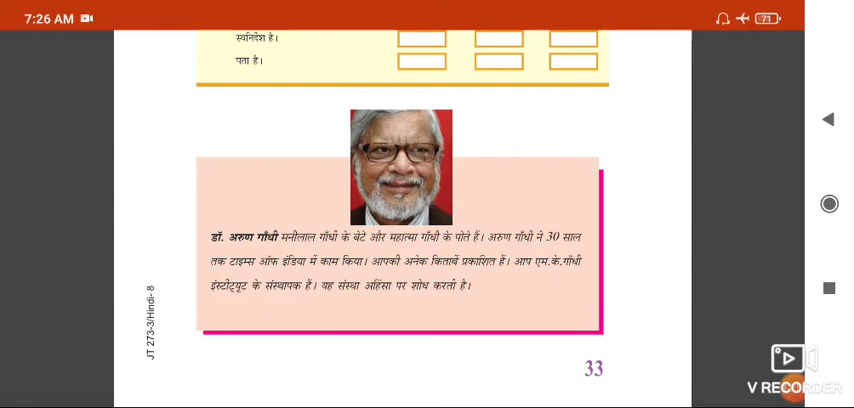 7:26 AM
71
स्वनिर्देश है।
पता है।
डॉ. अरुण गाँधी मनीलाल गाँधी के बेटे और महात्मा गाँधी के पोते हैं। अरुण गाँधी ने 30 साल
तक टाइम्स ऑफ इंडिया में काम किया। आपकी अनेक किताबें प्रकाशित हैं। आप एम.के.गाँधी
इंस्टीट्यूट के संस्थापक हैं। यह संस्था अहिंसा पर शोध करती है।
JT 273-3/Hindi- 8
33
V RECORDER